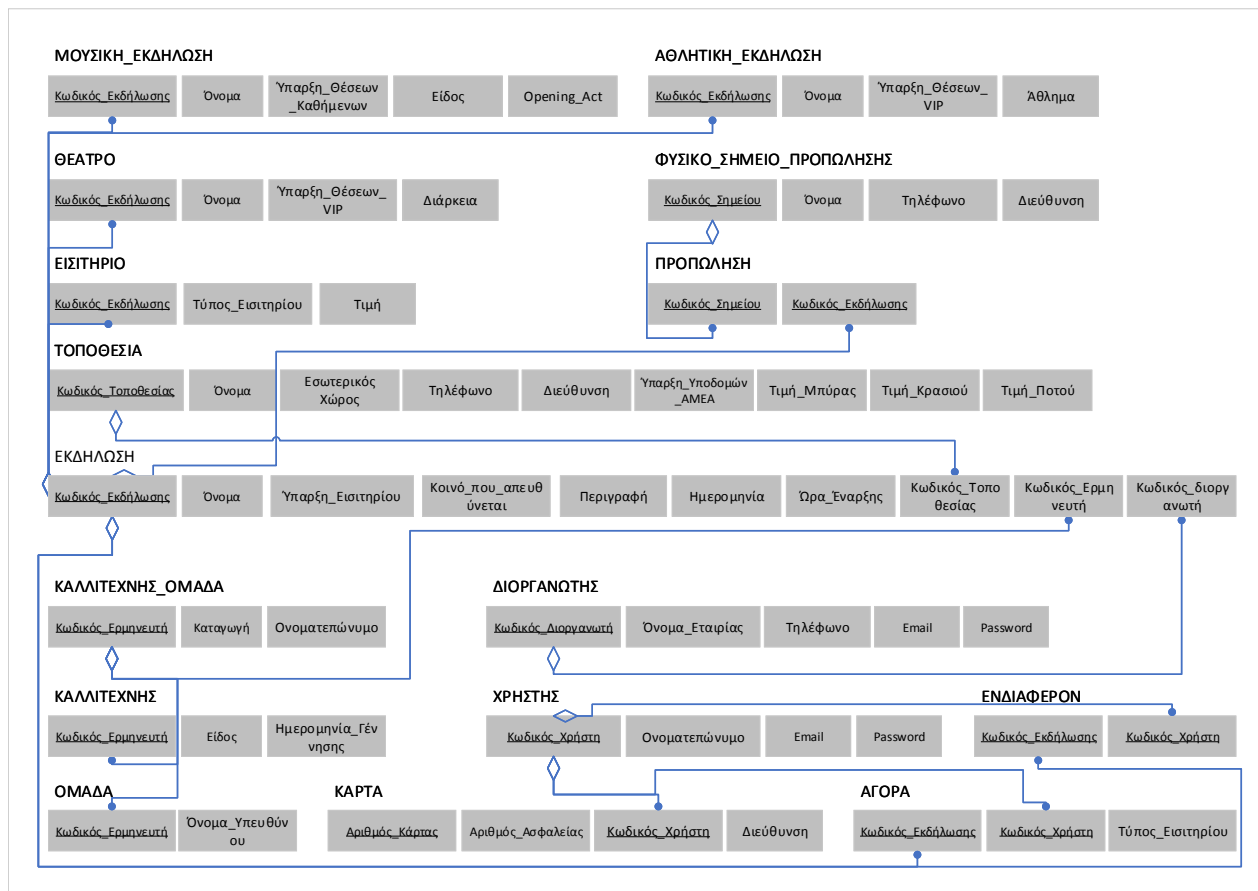 ΜΟΥΣΙΚΗ_ΕΚΔΗΛΩΣΗ
Κωδικός_Εκδήλωσης
Όνομα
Ύπαρξη_Θέσεων
_Καθήμενων
Είδος
Opening_Act
ΑΘΛΗΤΙΚΗ_ΕΚΔΗΛΩΣΗ
Κωδικός_Εκδήλωσης
Όνομα
Ύπαρξη_Θέσεων_
VIP
Άθλημα
ΘΕΑΤΡΟ
Κωδικός_Εκδήλωσης
Όνομα
Ύπαρξη_Θέσεων_
VIP
Διάρκεια
ΦΥΣΙΚΟ_ΣΗΜΕΙΟ_ΠΡΟΠΩΛΗΣΗΣ
Κωδικός_Σημείου
Όνομα
Τηλέφωνο
Διεύθυνση
ΕΙΣΙΤΗΡΙΟ
Κωδικός_Εκδήλωσης
Τύπος_Εισιτηρίου
Τιμή
ΠΡΟΠΩΛΗΣΗ
Κωδικός_Σημείου
Κωδικός_Εκδήλωσης
ΤΟΠΟΘΕΣΙΑ
Κωδικός_Τοποθεσίας
Όνομα
Εσωτερικός
Χώρος
Τηλέφωνο
Διεύθυνση
Ύπαρξη_Υποδομών
_ΑΜΕΑ
Τιμή_Μπύρας
Τιμή_Κρασιού
Τιμή_Ποτού
ΕΚΔΗΛΩΣΗ
Κωδικός_Εκδήλωσης
Όνομα
Ύπαρξη_Εισιτηρίου
Κοινό_που_απευθ
ύνεται
Περιγραφή
Ημερομηνία
Ώρα_Έναρξης
Κωδικός_Τοπο
θεσίας
Κωδικός_Ερμη
νευτή
Κωδικός_διοργ
ανωτή
ΚΑΛΛΙΤΕΧΝΗΣ_ΟΜΑΔΑ
Κωδικός_Ερμηνευτή
Καταγωγή
Ονοματεπώνυμο
ΔΙΟΡΓΑΝΩΤΗΣ
Κωδικός_Διοργανωτή
Όνομα_Εταιρίας
Τηλέφωνο
Email
Password
ΚΑΛΛΙΤΕΧΝΗΣ
Κωδικός_Ερμηνευτή
Είδος
Ημερομηνία_Γέν
νησης
ΧΡΗΣΤΗΣ
Κωδικός_Χρήστη
Ονοματεπώνυμο
Email
Password
ΕΝΔΙΑΦΕΡΟΝ
Κωδικός_Εκδήλωσης
Κωδικός_Χρήστη
ΟΜΑΔΑ
Κωδικός_Ερμηνευτή
Όνομα_Υπευθύν
ου
ΚΑΡΤΑ
Αριθμός_Κάρτας
Αριθμός_Ασφαλείας
Κωδικός_Χρήστη
Διεύθυνση
ΑΓΟΡΑ
Κωδικός_Εκδήλωσης
Κωδικός_Χρήστη
Τύπος_Εισιτηρίου